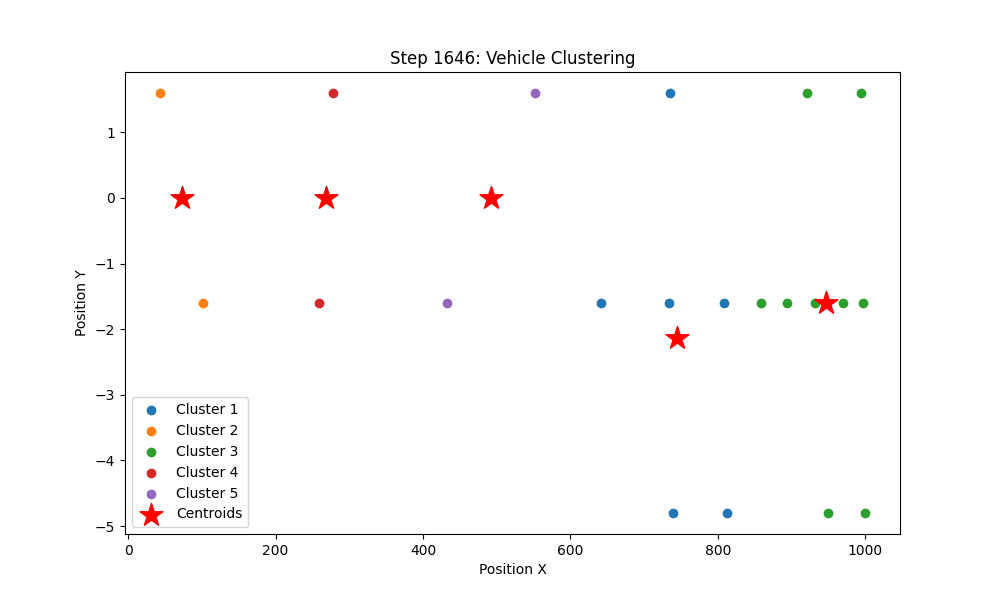 Step 1646: Vehicle Clustering
Position Y
1
0
−1
−2
−3
−4
−5
Cluster 1
Cluster 2
Cluster 3
Cluster 4
Cluster 5
Centroids
0 200 400 600 800 1000
Position X